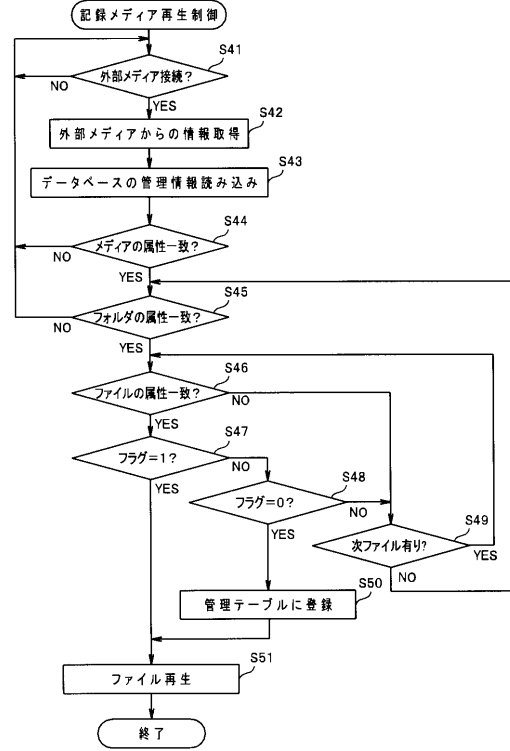 記録メディア再生制御
S41
外部メディア接続？
NO
YES
S42
外部メディアからの情報取得
S43
データベースの管理情報読み込み
S44
メディアの属性一致？
NO
YES
S45
フォルダの属性一致？
NO
YES
S46
ファイルの属性一致？
NO
YES
S47
フラグ=1？
NO
YES
S48
フラグ=0？
NO
YES
S49
次ファイル有り？
YES
NO
S50
管理テーブルに登録
S51
ファイル再生
終了